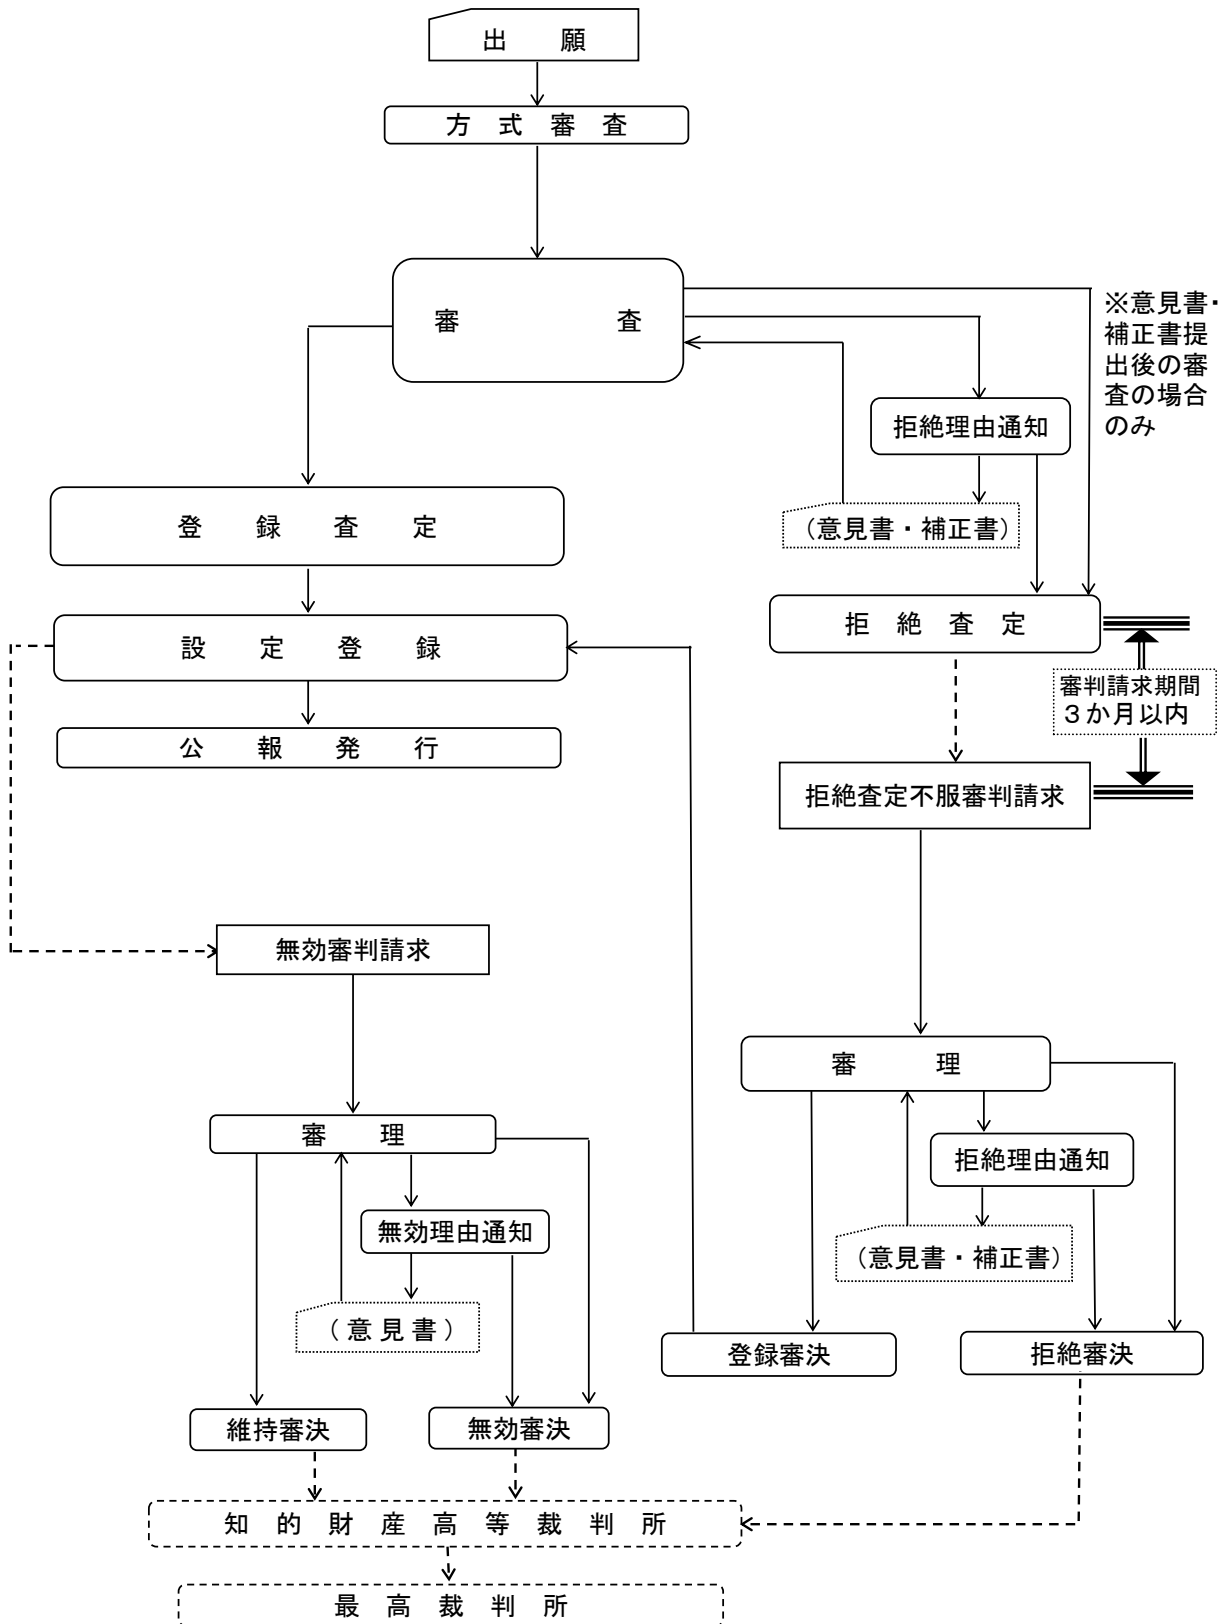 出願
方式審査
審査
※意見書・
補正書提
出後の審
査の場合
のみ
拒絶理由通知
（意見書・補正書）
登録査定
拒絶査定
設定登録
審判請求期間
３か月以内
公報発行
拒絶査定不服審判請求
無効審判請求
審理
審理
拒絶理由通知
無効理由通知
（意見書・補正書）
（意見書）
登録審決
拒絶審決
維持審決
無効審決
知的財産高等裁判所
最高裁判所